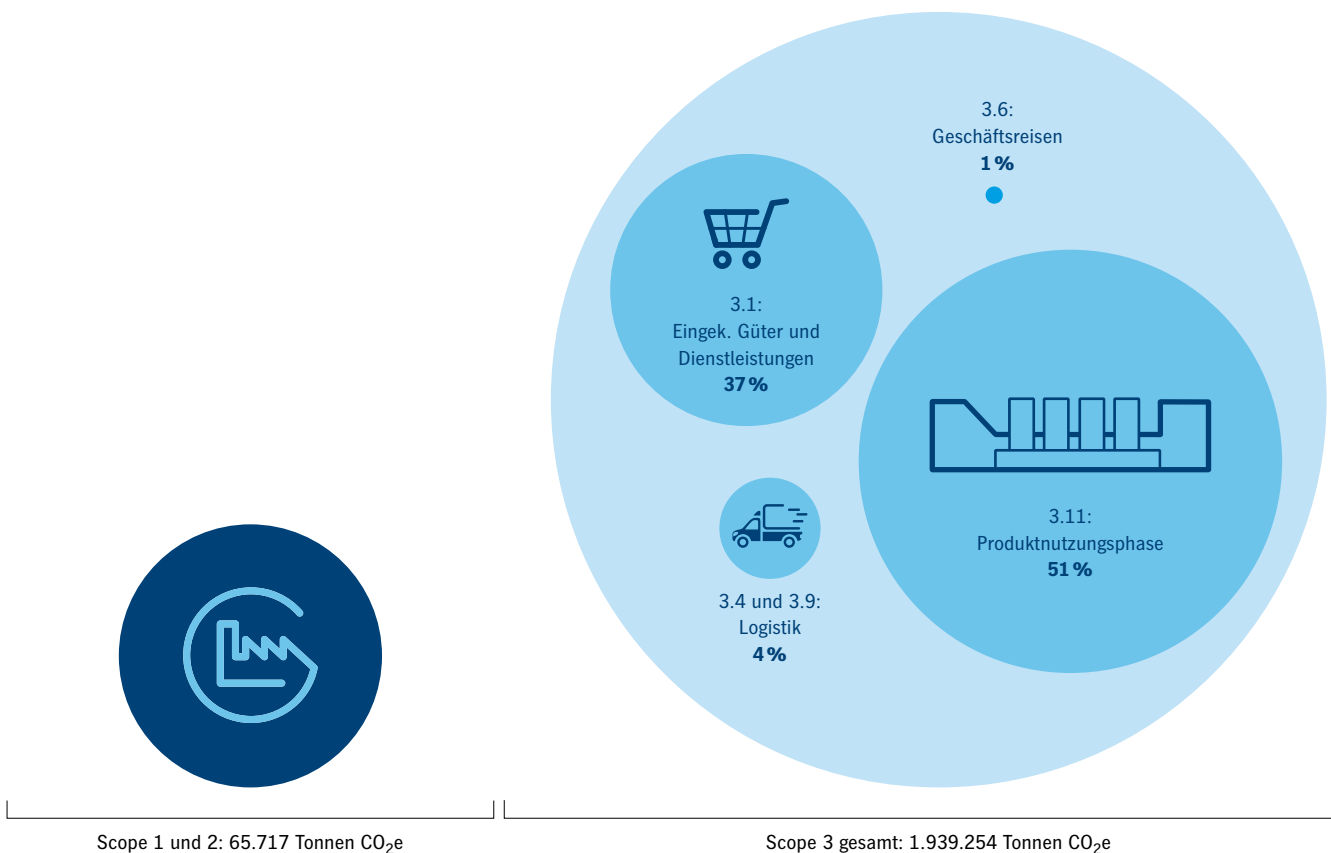 3.6:
Geschäftsreisen
1 %
3.1:
Eingek. Güter und
Dienstleistungen
37 %
3.11:
Produktnutzungsphase
51 %
3.4 und 3.9:
Logistik
4 %
Scope 1 und 2: 65.717 Tonnen CO₂e
Scope 3 gesamt: 1.939.254 Tonnen CO₂e